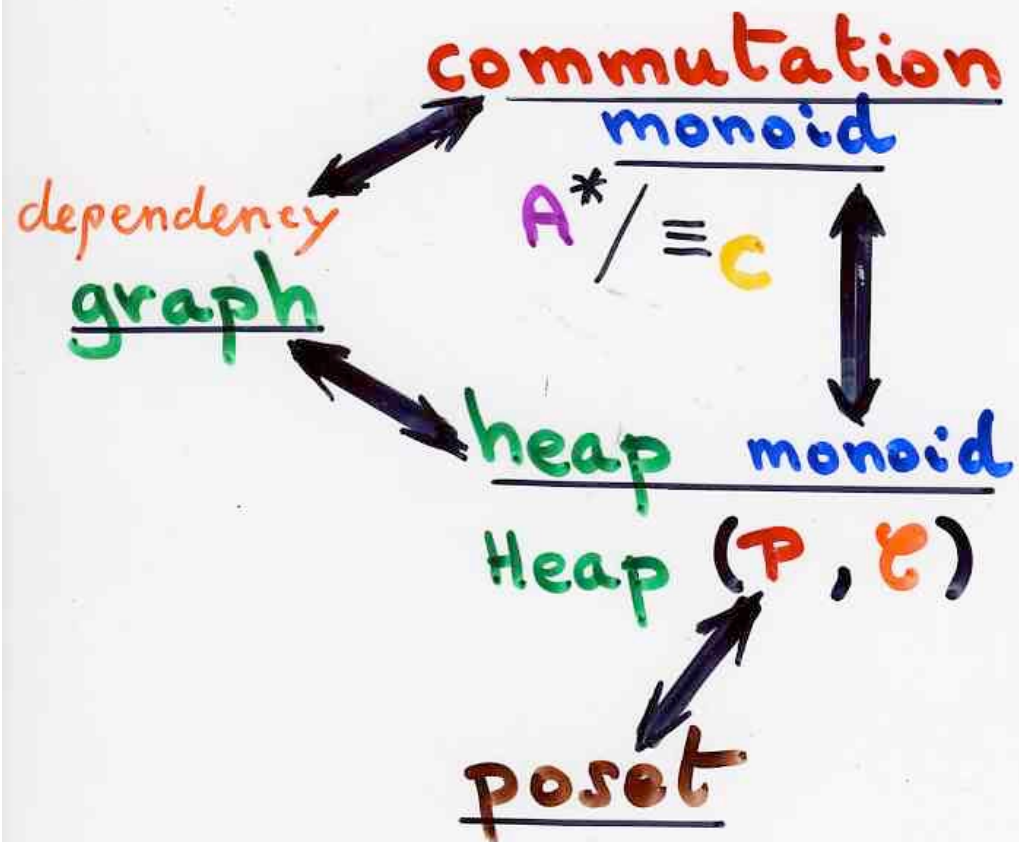 commutation
monoid
dependency
A* / ≡C
graph
heap monoid
Heap (P, C)
poset